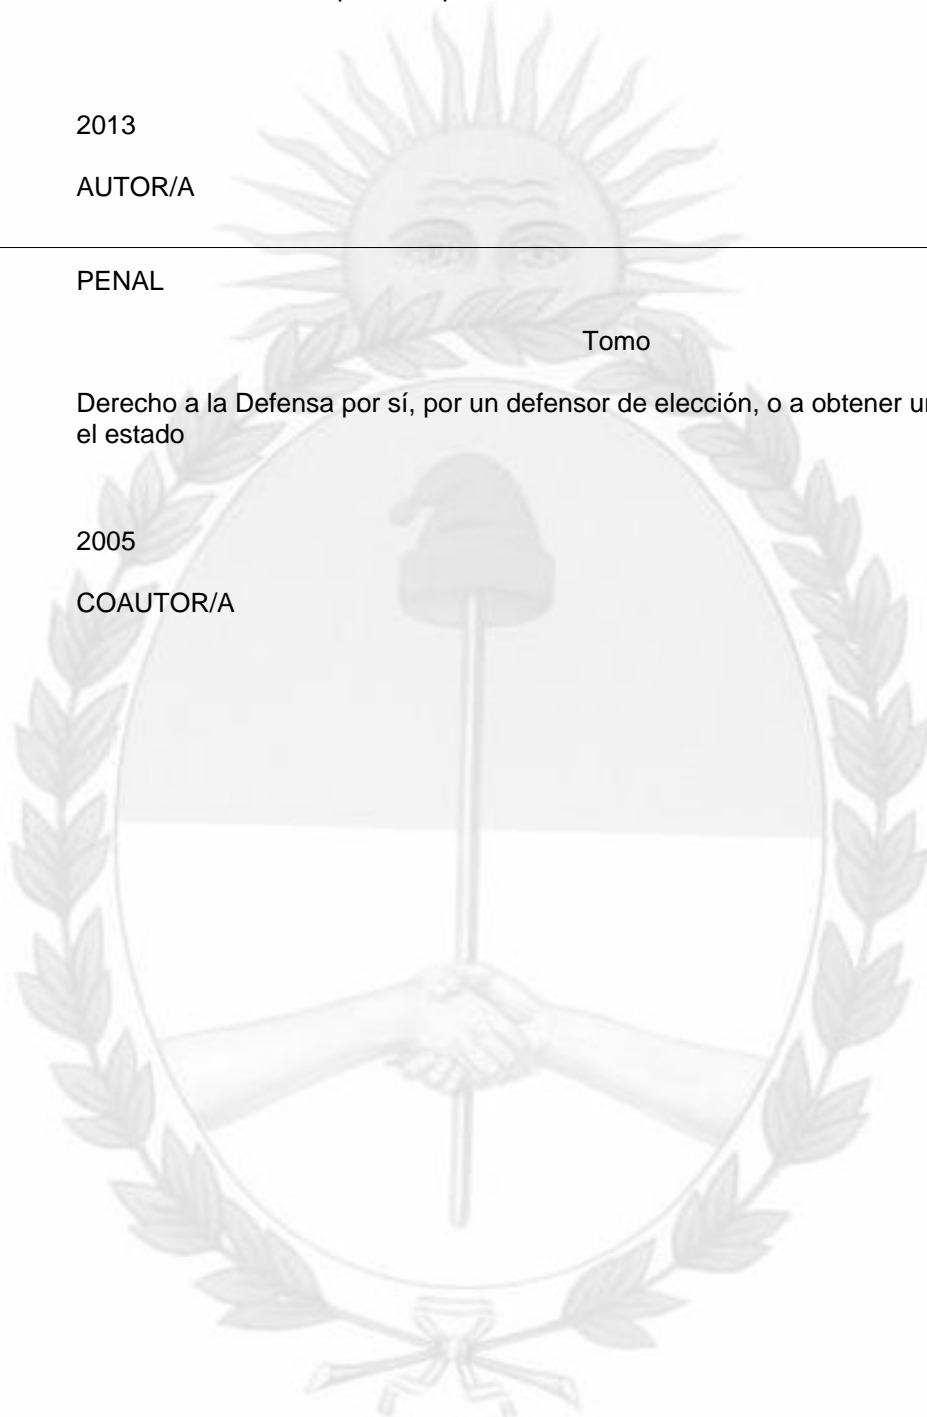 2013
AUTOR/A
PENAL
Tomo
Derecho a la Defensa por sí, por un defensor de elección, o a obtener
el estado
2005
COAUTOR/A